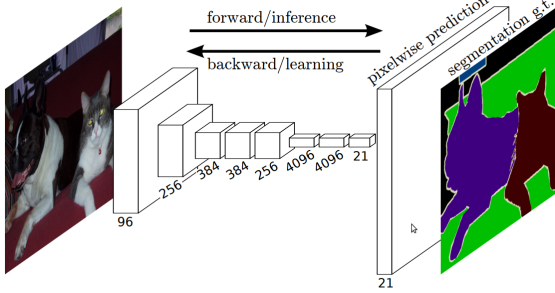 forward/inference
backward/learning
pixelwise prediction
segmentation g.t.
96
256
384
384
256
4096
4096
21
21